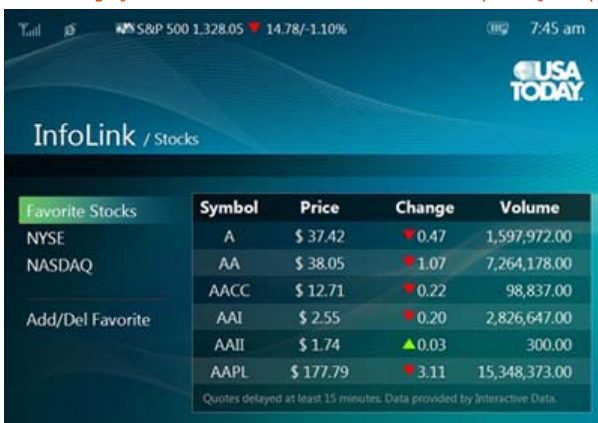 S&P 500 1,328.05 ▼ 14.78/-1.10% 7:45 am
USA
TODAY.
InfoLink / Stocks
Favorite Stocks
NYSE
NASDAQ
Add/Del Favorite
Symbol Price Change Volume
A $ 37.42 ▼0.47 1,597,972.00
AA $ 38.05 ▼1.07 7,264,178.00
AACC $ 12.71 ▼0.22 98,837.00
AAI $ 2.55 ▼0.20 2,826,647.00
AAII $ 1.74 ▲0.03 300.00
AAPL $ 177.79 ▼3.11 15,348,373.00
Quotes delayed at least 15 minutes. Data provided by Interactive Data.